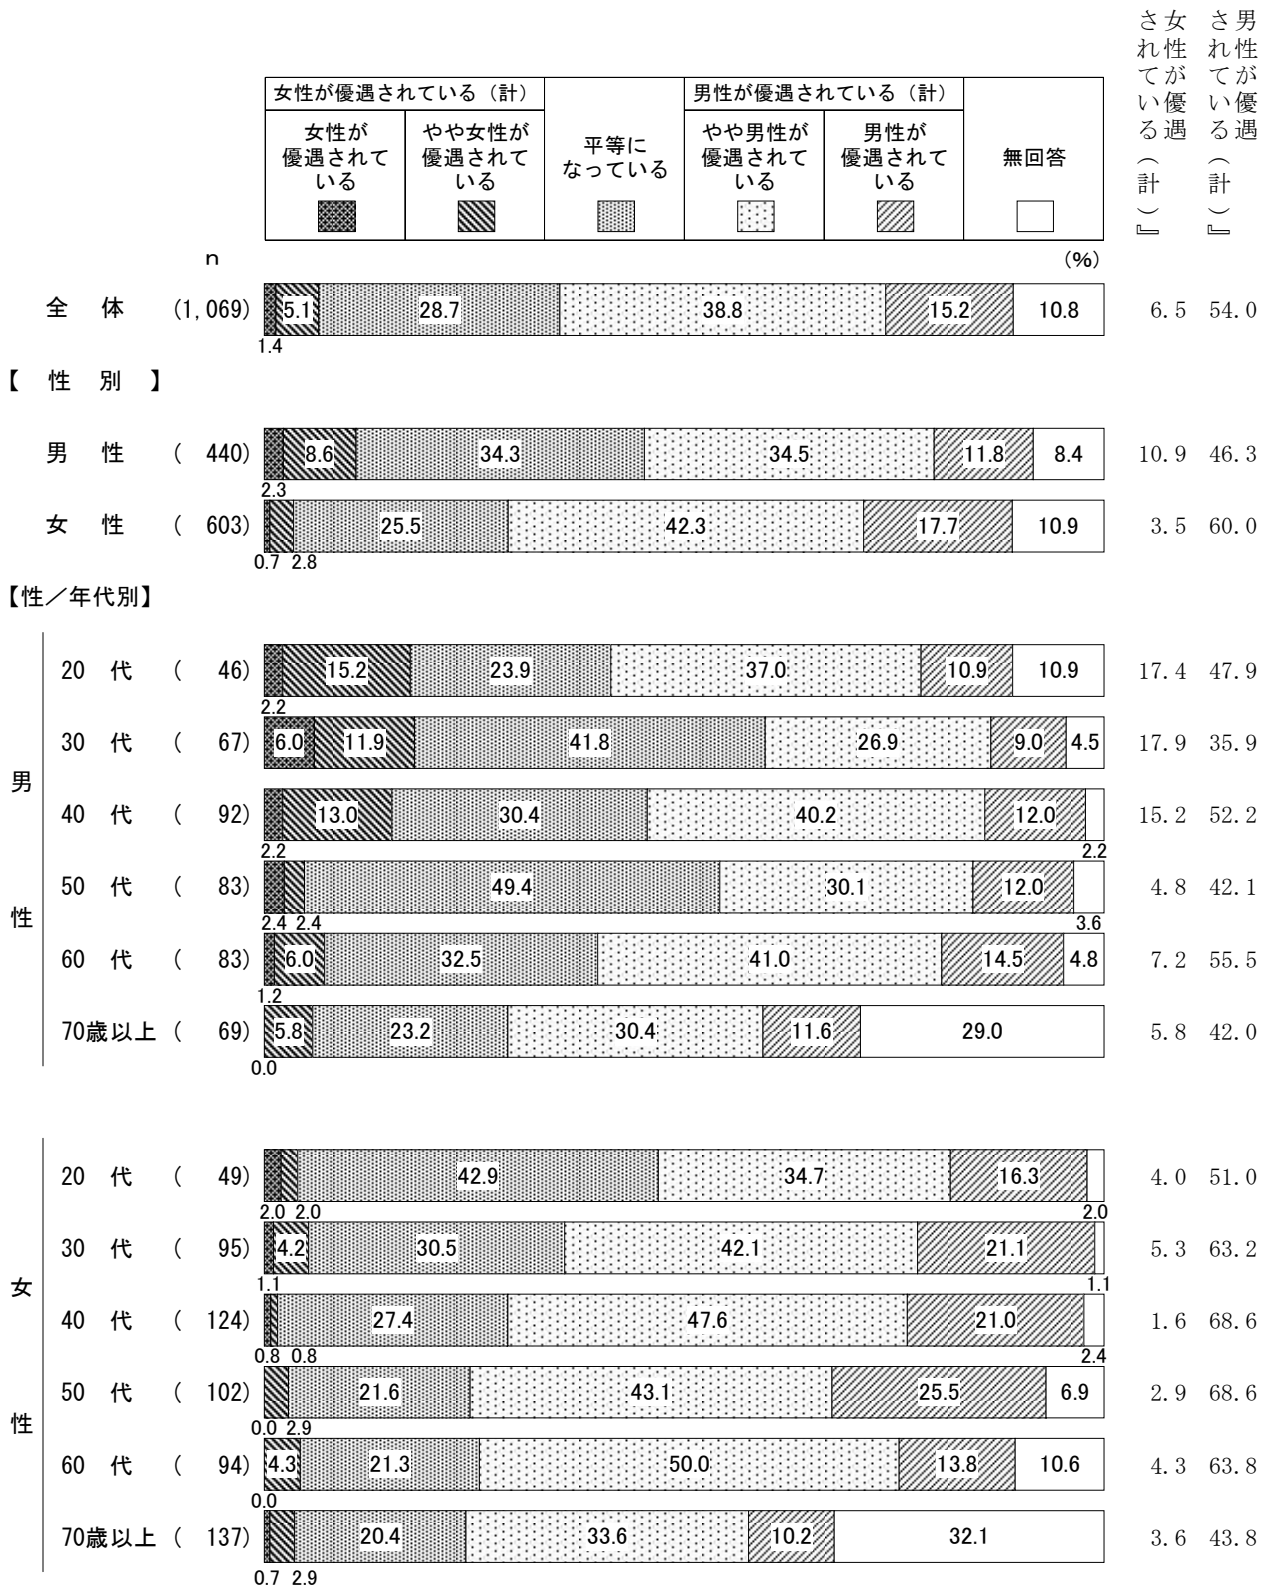 女性が優遇
されている（計）』
男性が優遇
されている（計）』
女性が優遇されている（計）
男性が優遇されている（計）
女性が
優遇されて
いる
やや女性が
優遇されて
いる
平等に
なっている
やや男性が
優遇されて
いる
男性が
優遇されて
いる
無回答
n
(%)
全 体 (1,069) 5.1 28.7 38.8 15.2 10.8 6.5 54.0
1.4
【 性 別 】
男 性 ( 440) 8.6 34.3 34.5 11.8 8.4 10.9 46.3
2.3
女 性 ( 603) 25.5 42.3 17.7 10.9 3.5 60.0
0.7 2.8
【性／年代別】
男性
20 代 ( 46) 15.2 23.9 37.0 10.9 10.9 17.4 47.9
2.2
30 代 ( 67) 6.0 11.9 41.8 26.9 9.0 4.5 17.9 35.9
40 代 ( 92) 13.0 30.4 40.2 12.0 15.2 52.2
2.2 2.2
50 代 ( 83) 49.4 30.1 12.0 4.8 42.1
2.4 2.4 3.6
60 代 ( 83) 6.0 32.5 41.0 14.5 4.8 7.2 55.5
1.2
70歳以上 ( 69) 5.8 23.2 30.4 11.6 29.0 5.8 42.0
0.0
女性
20 代 ( 49) 42.9 34.7 16.3 4.0 51.0
2.0 2.0 2.0
30 代 ( 95) 4.2 30.5 42.1 21.1 5.3 63.2
1.1 1.1
40 代 ( 124) 27.4 47.6 21.0 1.6 68.6
0.8 0.8 2.4
50 代 ( 102) 21.6 43.1 25.5 6.9 2.9 68.6
0.0 2.9
60 代 ( 94) 4.3 21.3 50.0 13.8 10.6 4.3 63.8
0.0
70歳以上 ( 137) 20.4 33.6 10.2 32.1 3.6 43.8
0.7 2.9